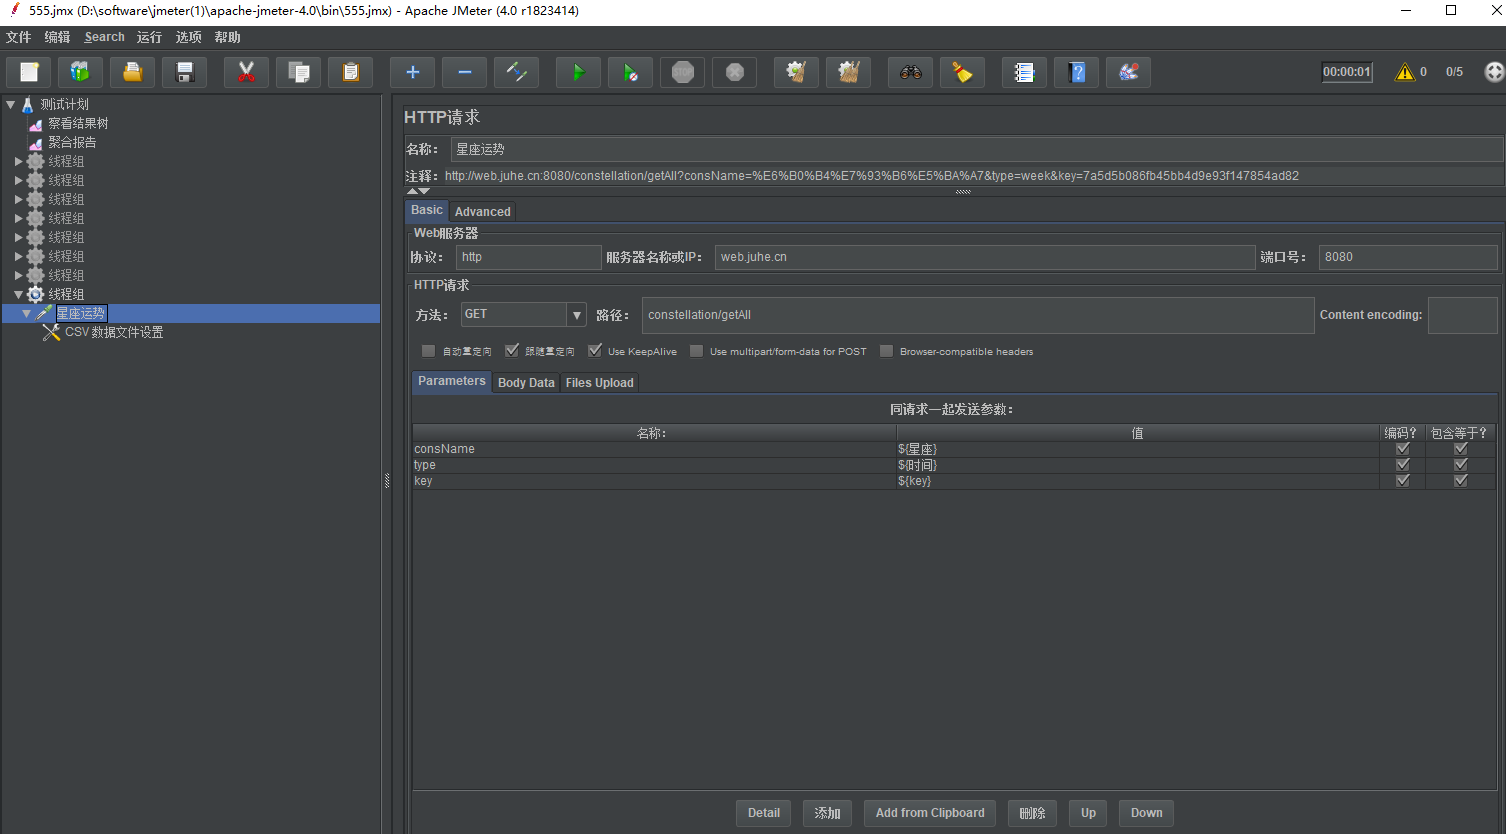 555.jmx (D:\software\jmeter(1)\apache-jmeter-4.0\bin\555.jmx) - Apache JMeter (4.0 r1823414)
文件 编辑 Search 运行 选项 帮助
STOP 00:00:01 0 0/5
测试计划
察看结果树
聚合报告
线程组
线程组
线程组
线程组
线程组
线程组
线程组
线程组
星座运势
CSV 数据文件设置
HTTP请求
名称： 星座运势
注释： http://web.juhe.cn:8080/constellation/getAll?consName=%E6%B0%B4%E7%93%B6%E5%BA%A7&type=week&key=7a5d5b086fb45bb4d9e93f147854ad82
Basic Advanced
Web服务器
协议： http 服务器名称或IP： web.juhe.cn 端口号： 8080
HTTP请求
方法： GET 路径： constellation/getAll Content encoding:
自动重定向 跟随重定向 Use KeepAlive Use multipart/form-data for POST Browser-compatible headers
Parameters Body Data Files Upload
同请求一起发送参数：
名称： 值 编码? 包含等于?
consName ${星座}
type ${时间}
key ${key}
Detail 添加 Add from Clipboard 删除 Up Down